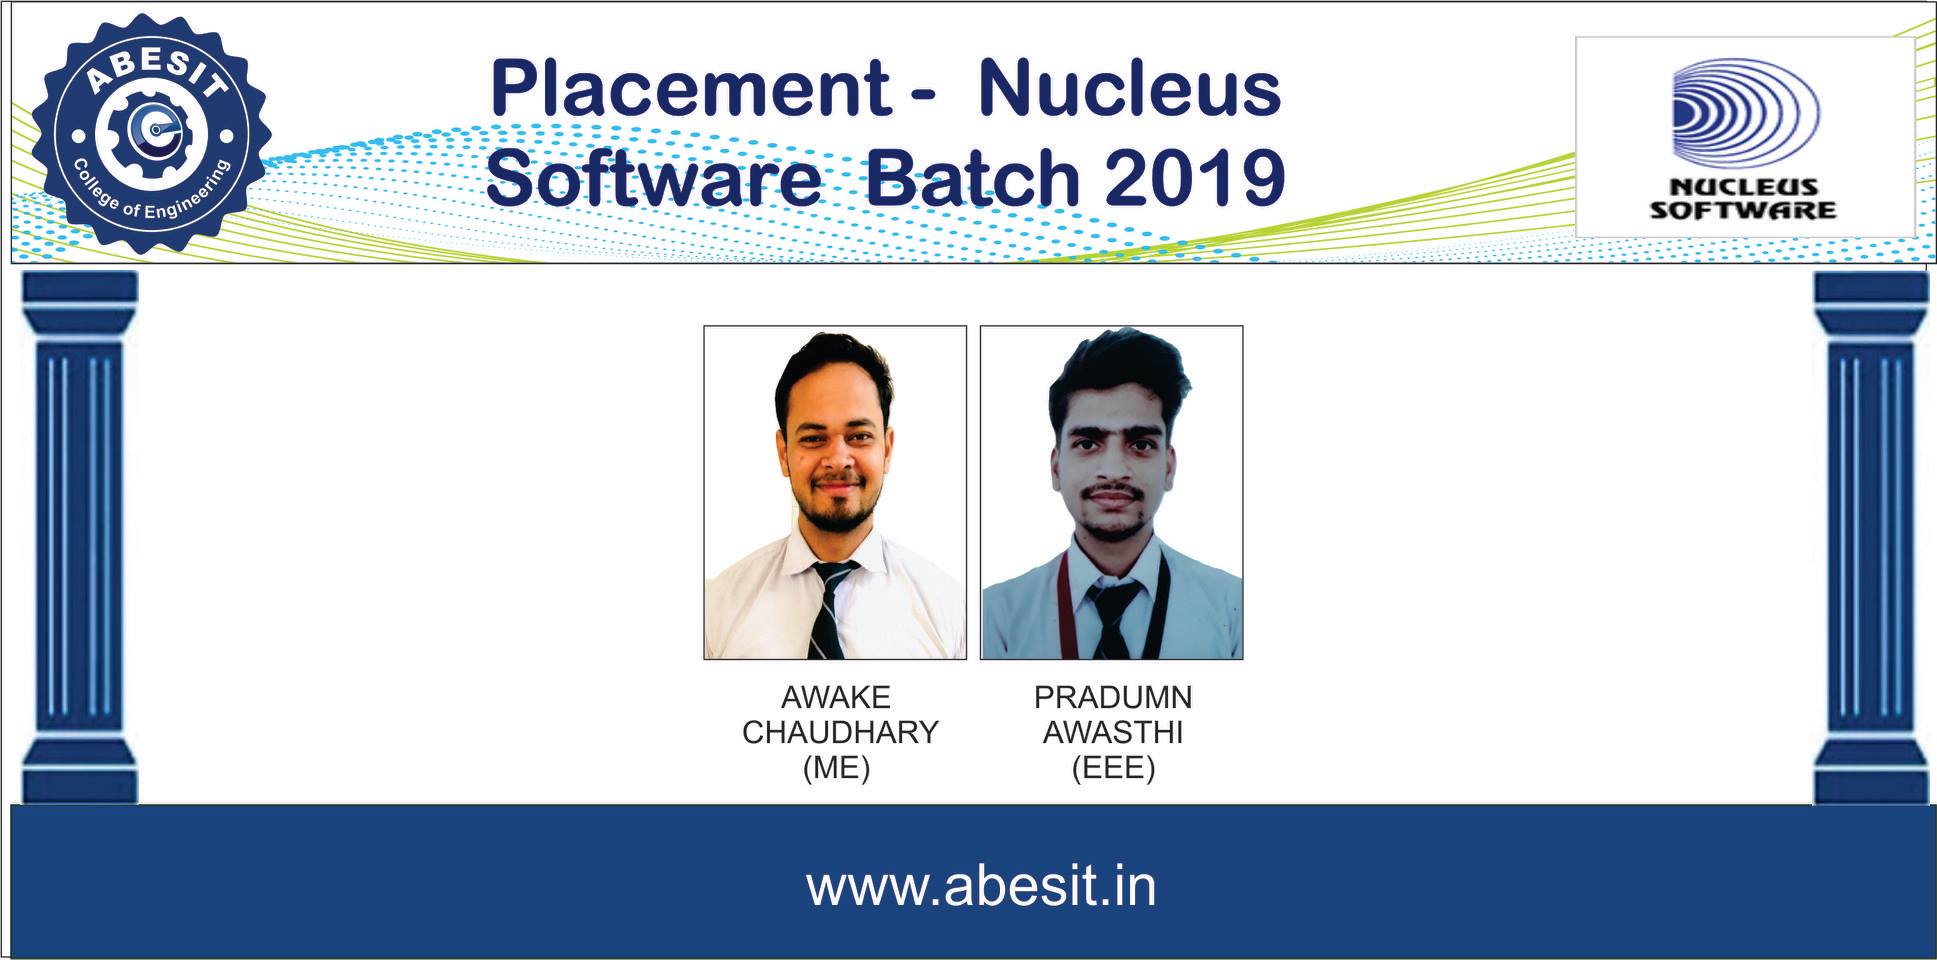 ABESIT
College of Engineering
Placement - Nucleus
Software Batch 2019
NUCLEUS
SOFTWARE
AWAKE
CHAUDHARY
(ME)
PRADUMN
AWASTHI
(EEE)
www.abesit.in